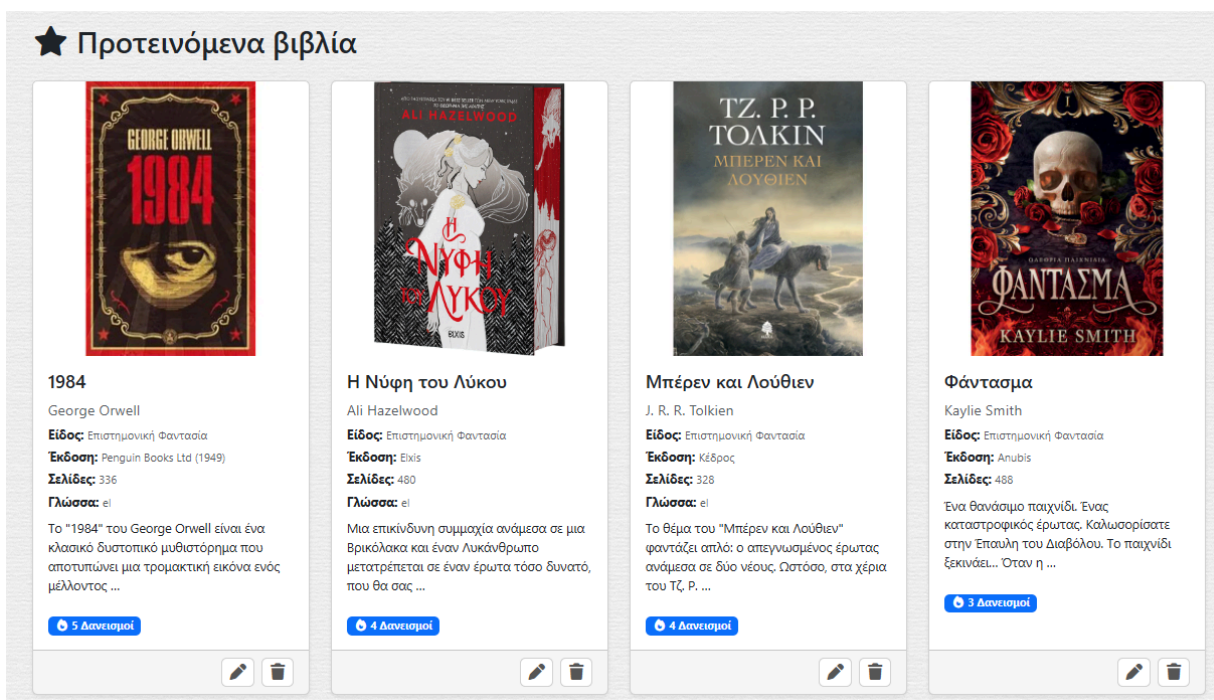 Προτεινόμενα βιβλία
GEORGE ORWELL
1984
1984
George Orwell
Είδος: Επιστημονική Φαντασία
Έκδοση: Penguin Books Ltd (1949)
Σελίδες: 336
Γλώσσα: el
Το "1984" του George Orwell είναι ένα
κλασικό δυστοπικό μυθιστόρημα που
αποτυπώνει μια τρομακτική εικόνα ενός
μέλλοντος ...
5 Δανεισμοί
ALI HAZELWOOD
Η
ΝΥΦΗ
ΤΟΥ ΛΥΚΟΥ
Η Νύφη του Λύκου
Ali Hazelwood
Είδος: Επιστημονική Φαντασία
Έκδοση: Elxis
Σελίδες: 480
Γλώσσα: el
Μια επικίνδυνη συμμαχία ανάμεσα σε μια
Βρικόλακα και έναν Λυκάνθρωπο
μετατρέπεται σε έναν έρωτα τόσο δυνατό,
που θα σας ...
4 Δανεισμοί
ΤΖ. Ρ. Ρ.
ΤΟΛΚΙΝ
ΜΠΕΡΕΝ ΚΑΙ
ΛΟΥΘΙΕΝ
Μπέρεν και Λούθιεν
J. R. R. Tolkien
Είδος: Επιστημονική Φαντασία
Έκδοση: Κέδρος
Σελίδες: 328
Γλώσσα: el
Το θέμα του "Μπέρεν και Λούθιεν"
φαντάζει απλό: ο απεγνωσμένος έρωτας
ανάμεσα σε δύο νέους. Ωστόσο, στα χέρια
του Τζ. Ρ. ...
4 Δανεισμοί
I
ΟΛΕΘΡΙΑ ΠΑΙΧΝΙΔΙΑ
ΦΑΝΤΑΣΜΑ
KAYLIE SMITH
Φάντασμα
Kaylie Smith
Είδος: Επιστημονική Φαντασία
Έκδοση: Anubis
Σελίδες: 488
Ένα θανάσιμο παιχνίδι. Ένας
καταστροφικός έρωτας. Καλωσορίσατε
στην Έπαυλη του Διαβόλου. Το παιχνίδι
ξεκινάει... Όταν η ...
3 Δανεισμοί